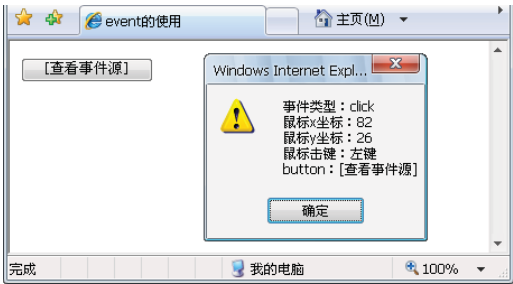 event的使用
主页(M)
[查看事件源]
Windows Internet Expl...
事件类型：click
鼠标x坐标：82
鼠标y坐标：26
鼠标击键：左键
button：[查看事件源]
确定
完成
我的电脑
100%